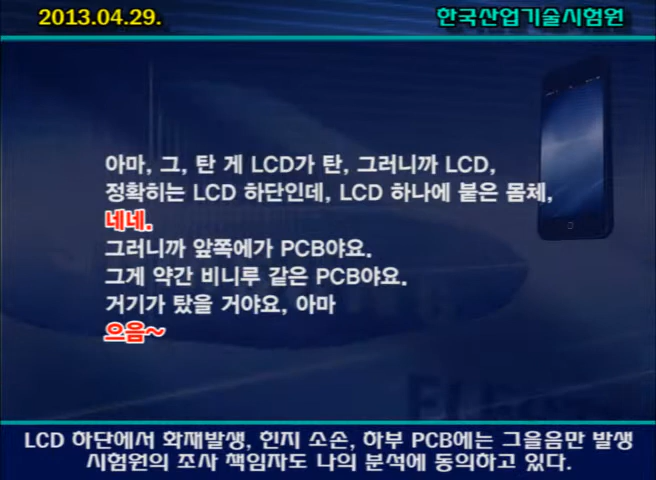 2013.04.29.
한국산업기술시험원
아마, 그, 탄 게 LCD가 탄, 그러니까 LCD,
정확히는 LCD 하단인데, LCD 하나에 붙은 몸체,
네네.
그러니까 앞쪽에가 PCB야요.
그게 약간 비니루 같은 PCB야요.
거기가 탔을 거야요, 아마
으음~
LCD 하단에서 화재발생, 힌지 소손, 하부 PCB에는 그을음만 발생
시험원의 조사 책임자도 나의 분석에 동의하고 있다.